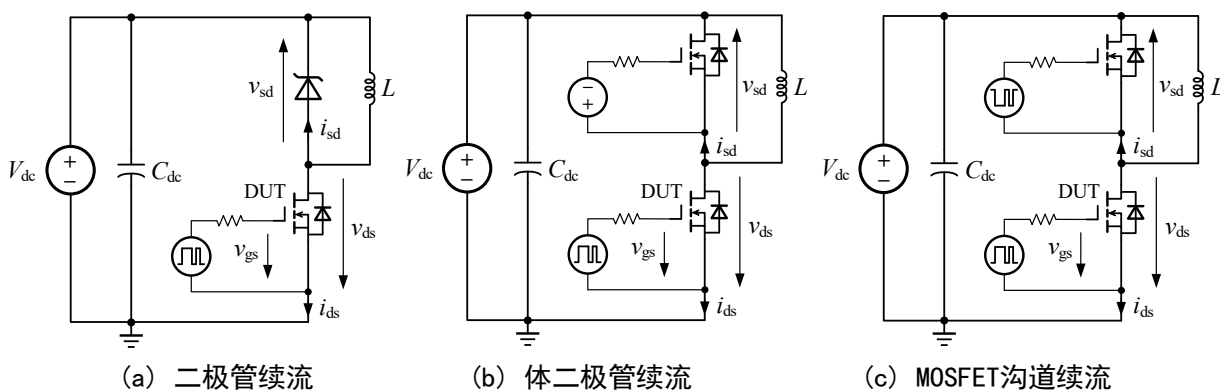 v_sd
i_sd
L
V_dc
+
−
C_dc
DUT
v_gs
v_ds
i_ds
(a) 二极管续流
−
+
v_sd
i_sd
L
V_dc
+
−
C_dc
DUT
v_gs
v_ds
i_ds
(b) 体二极管续流
v_sd
i_sd
L
V_dc
+
−
C_dc
DUT
v_gs
v_ds
i_ds
(c) MOSFET沟道续流